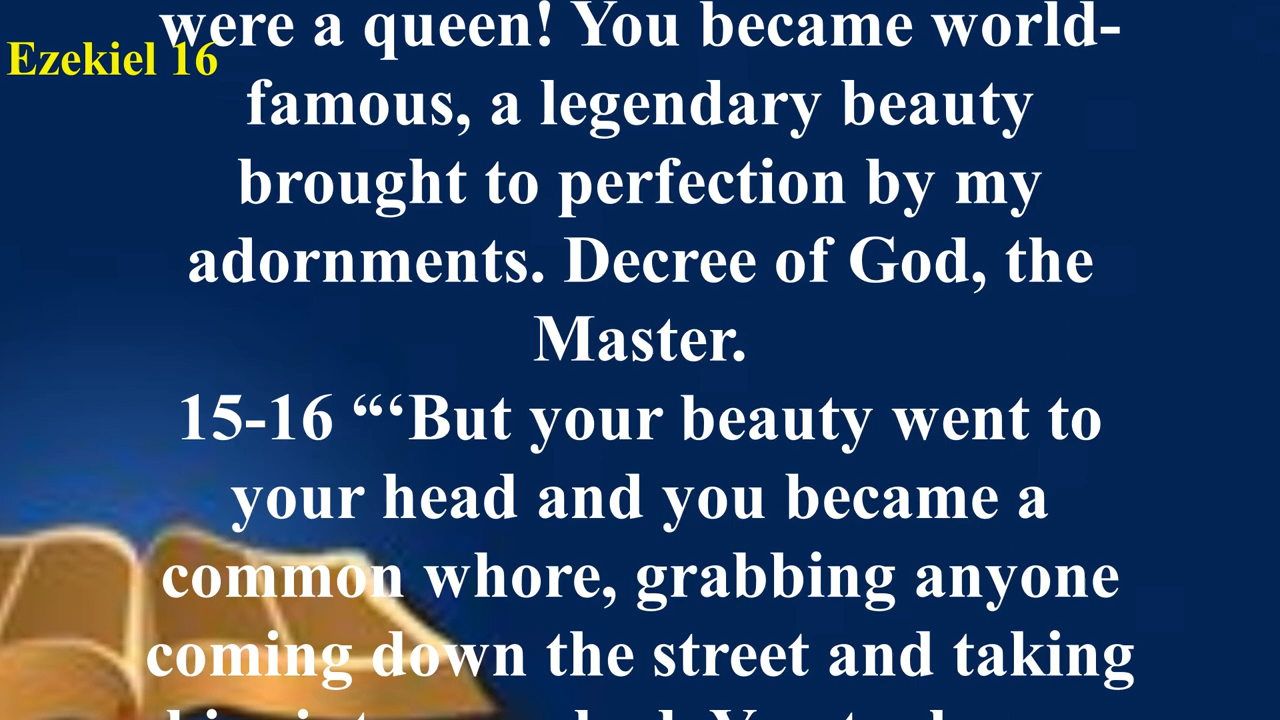 were a queen! You became world-
Ezekiel 16
famous, a legendary beauty
brought to perfection by my
adornments. Decree of God, the
Master.
15-16 “‘But your beauty went to
your head and you became a
common whore, grabbing anyone
coming down the street and taking